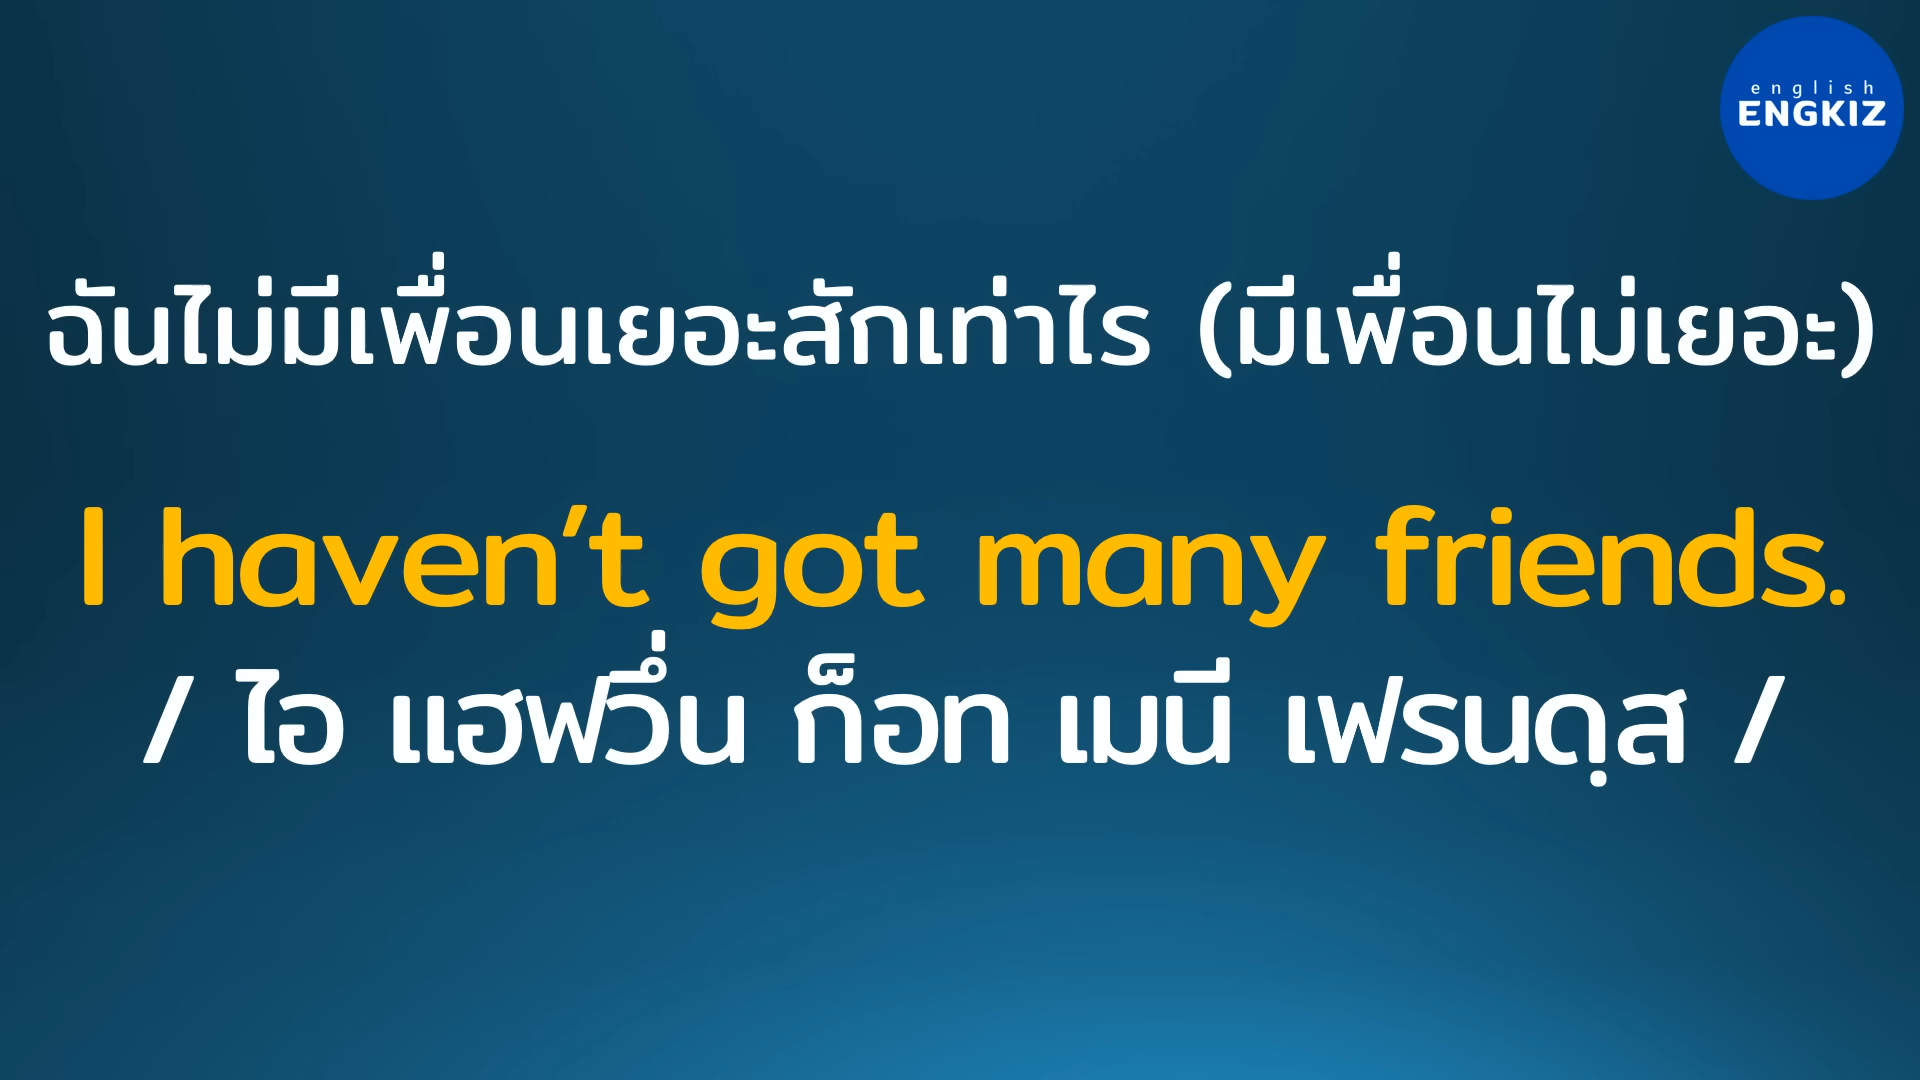 english
ENGKIZ
ฉันไม่มีเพื่อนเยอะสักเท่าไร (มีเพื่อนไม่เยอะ)
I haven’t got many friends.
/ ไอ แฮฟวึ่น ก็อท เมนี เฟรนดฺส /